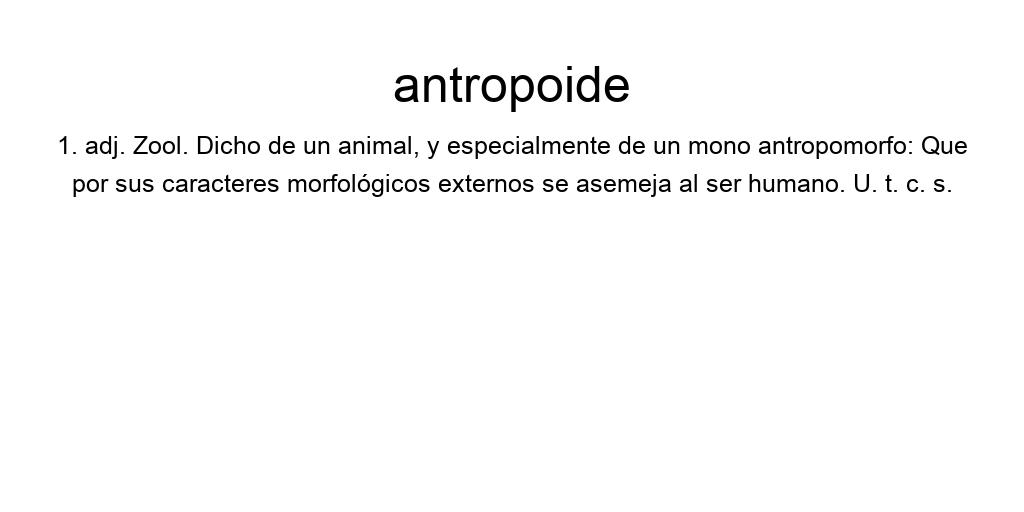 antropoide
1. adj. Zool. Dicho de un animal, y especialmente de un mono antropomorfo: Que
por sus caracteres morfológicos externos se asemeja al ser humano. U. t. c. s.